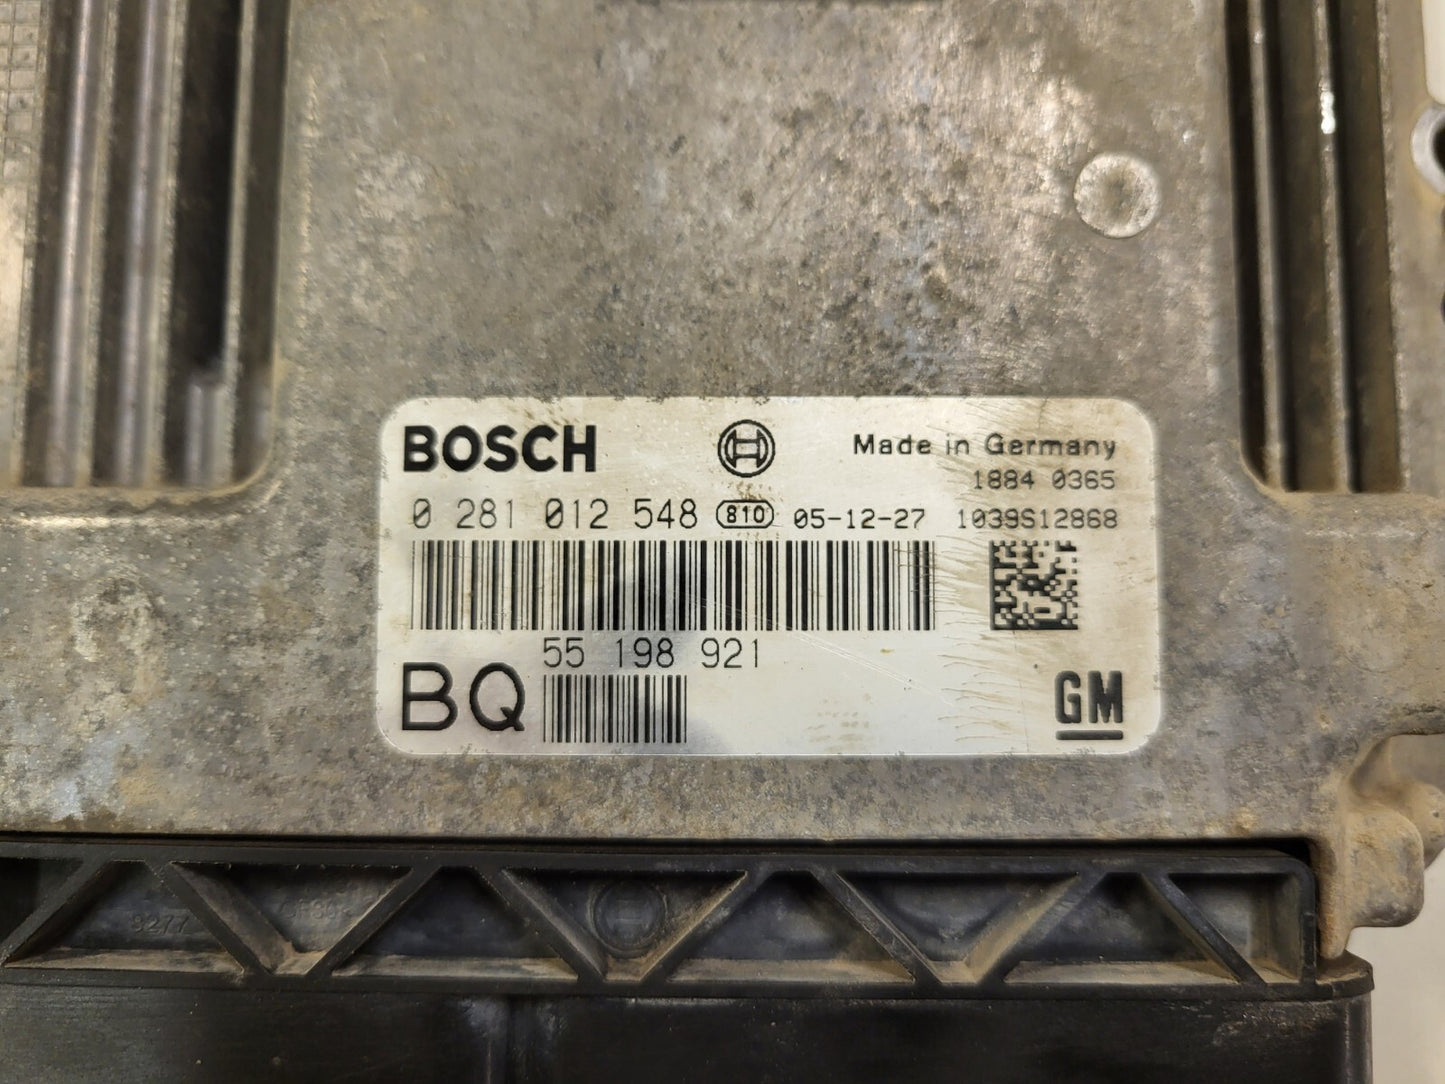 BOSCH Made in Germany
1884 0365
0 281 012 548 810 05-12-27 1039S12868
55 198 921
BQ
GM
9277